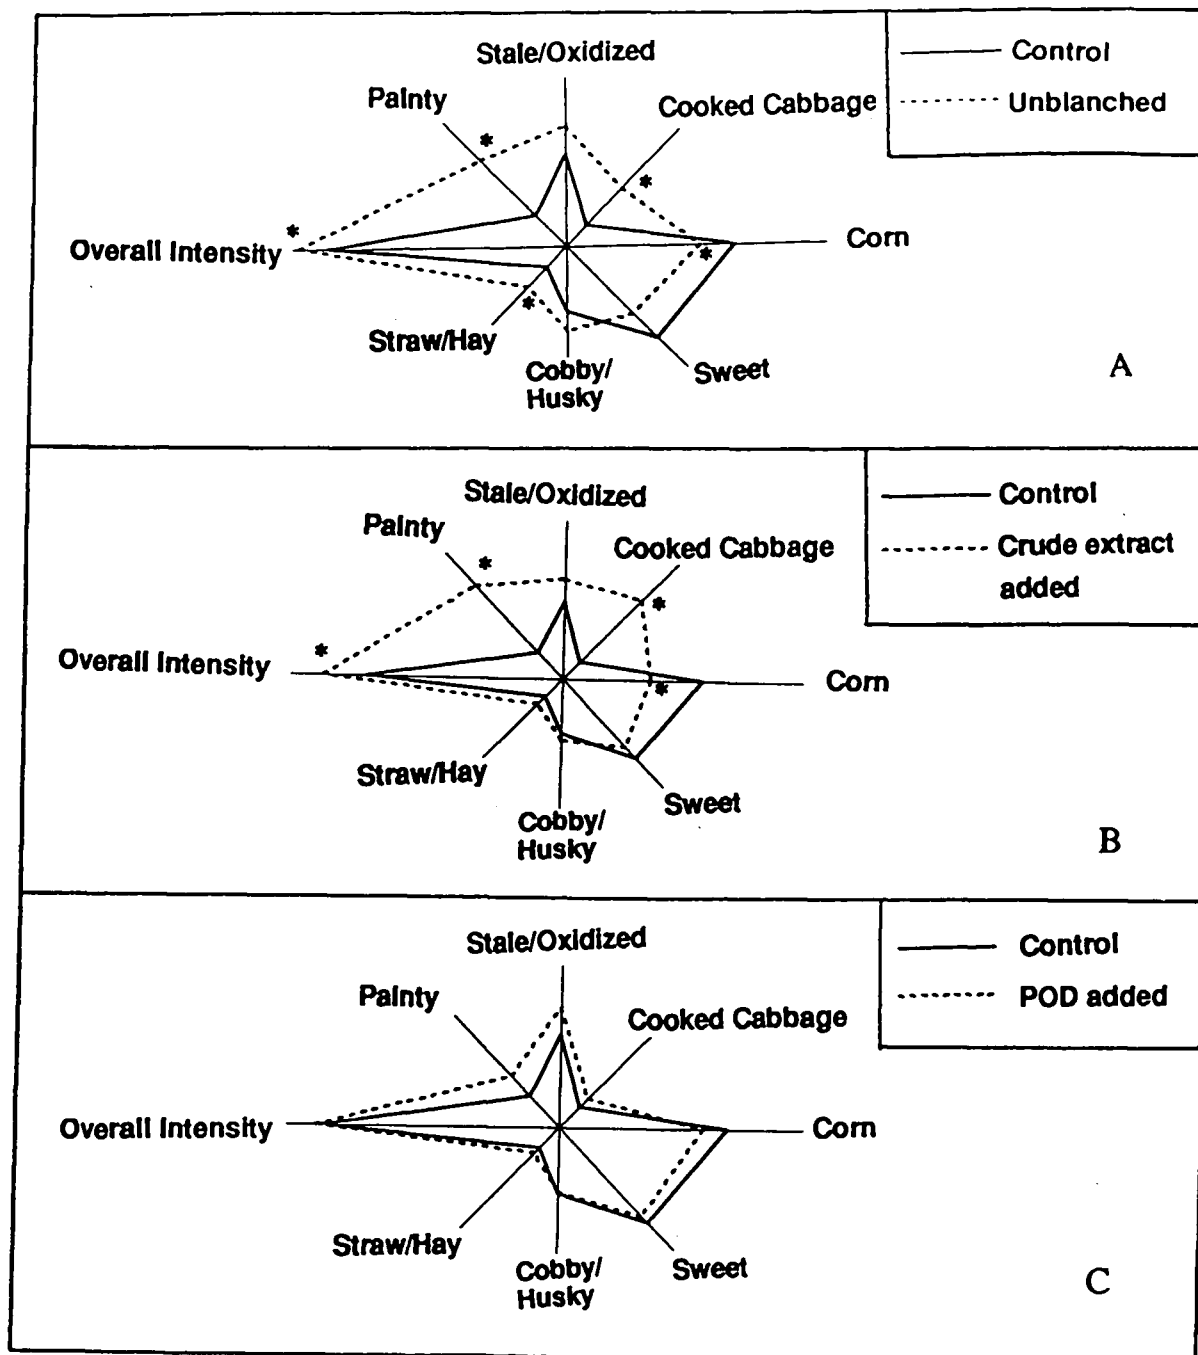 Stale/Oxidized
Painty
Cooked Cabbage
Overall Intensity
Corn
Straw/Hay
Cobby/
Husky
Sweet
Control
Unblanched
*
*
*
*
*
A
Stale/Oxidized
Painty
Cooked Cabbage
Overall Intensity
Corn
Straw/Hay
Cobby/
Husky
Sweet
Control
Crude extract
added
*
*
*
*
B
Stale/Oxidized
Painty
Cooked Cabbage
Overall Intensity
Corn
Straw/Hay
Cobby/
Husky
Sweet
Control
POD added
C